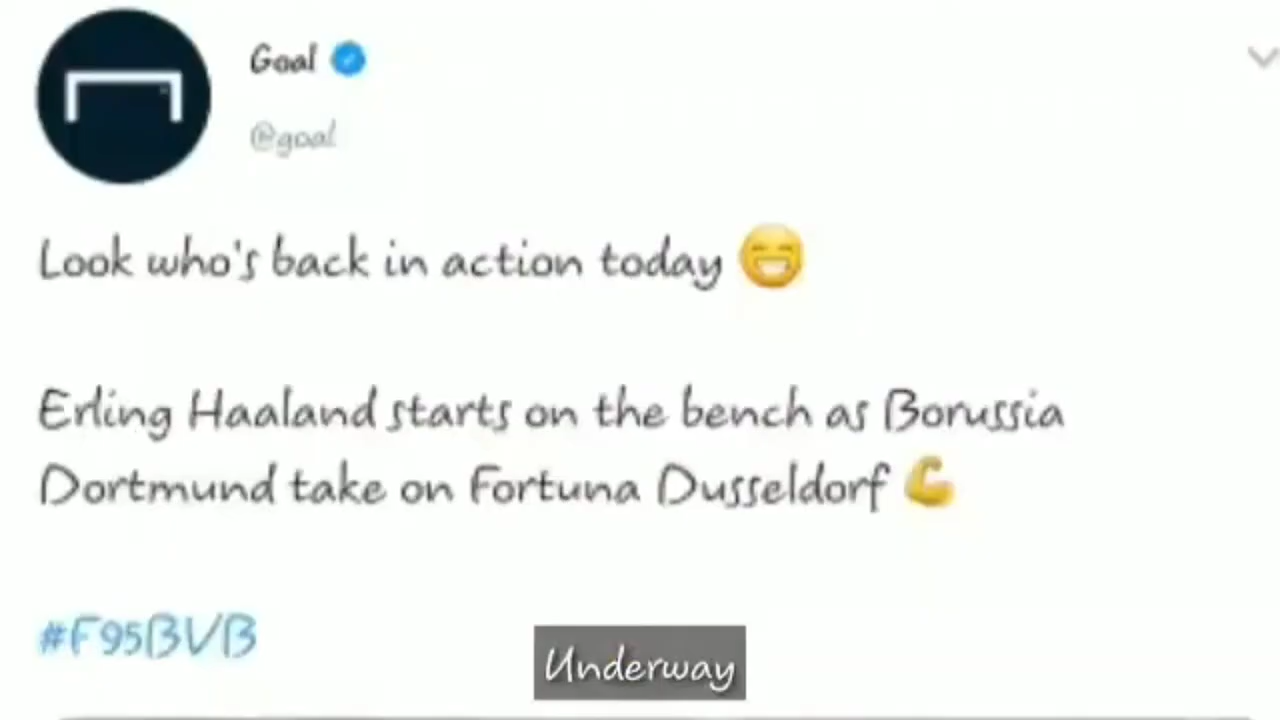 Goal
@goal
Look who's back in action today 😁
Erling Haaland starts on the bench as Borussia
Dortmund take on Fortuna Dusseldorf 💪
#F95BVB
Underway